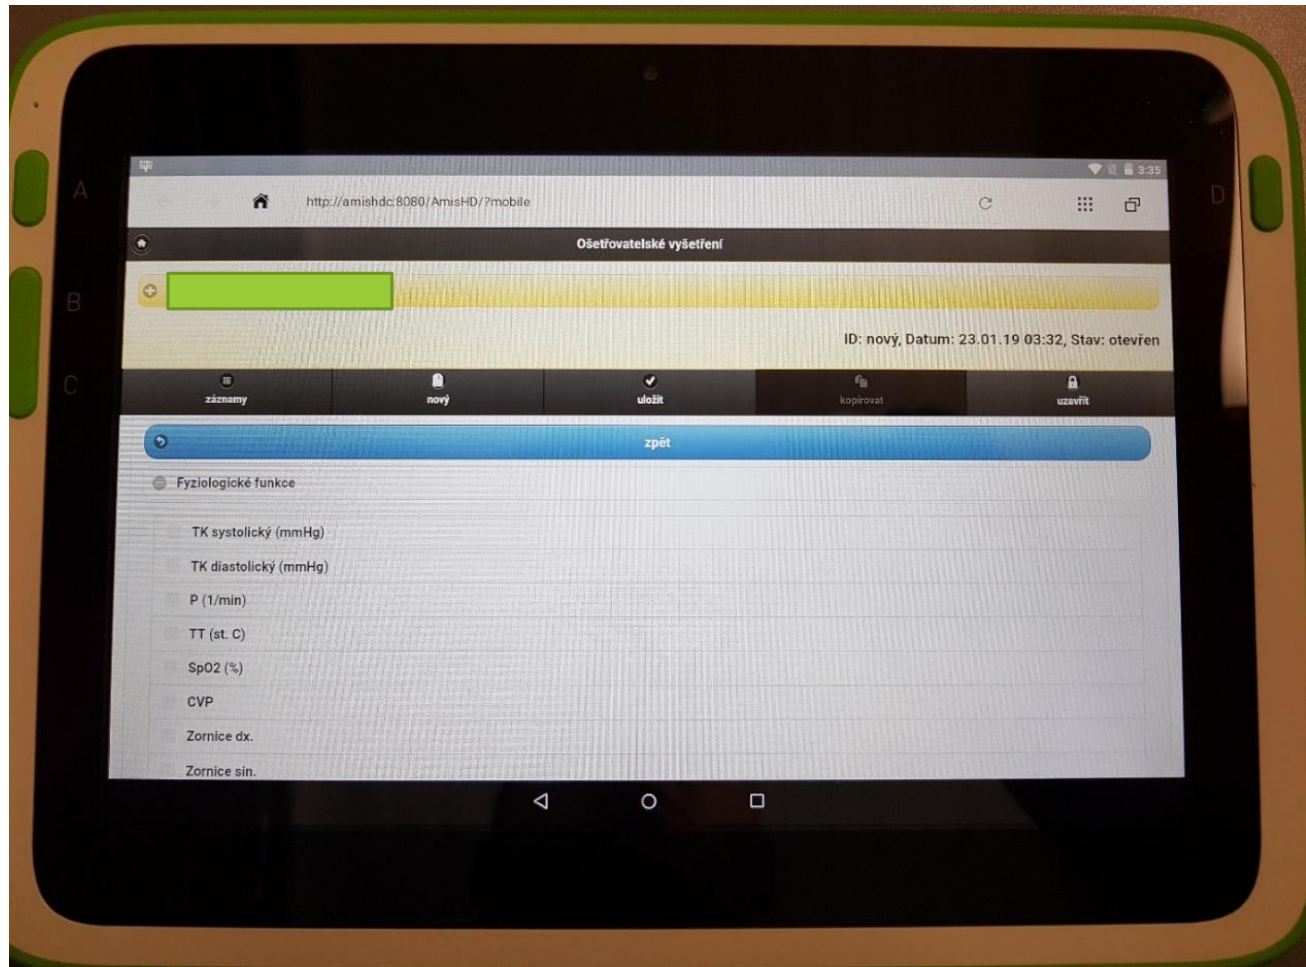 3:35
http://amishdc:8080/AmisHD/?mobile
Ošetřovatelské vyšetření
ID: nový, Datum: 23.01.19 03:32, Stav: otevřen
záznamy nový uložit kopírovat uzavřít
zpět
Fyziologické funkce
TK systolický (mmHg)
TK diastolický (mmHg)
P (1/min)
TT (st. C)
SpO2 (%)
CVP
Zornice dx.
Zornice sin.
A
B
C
D